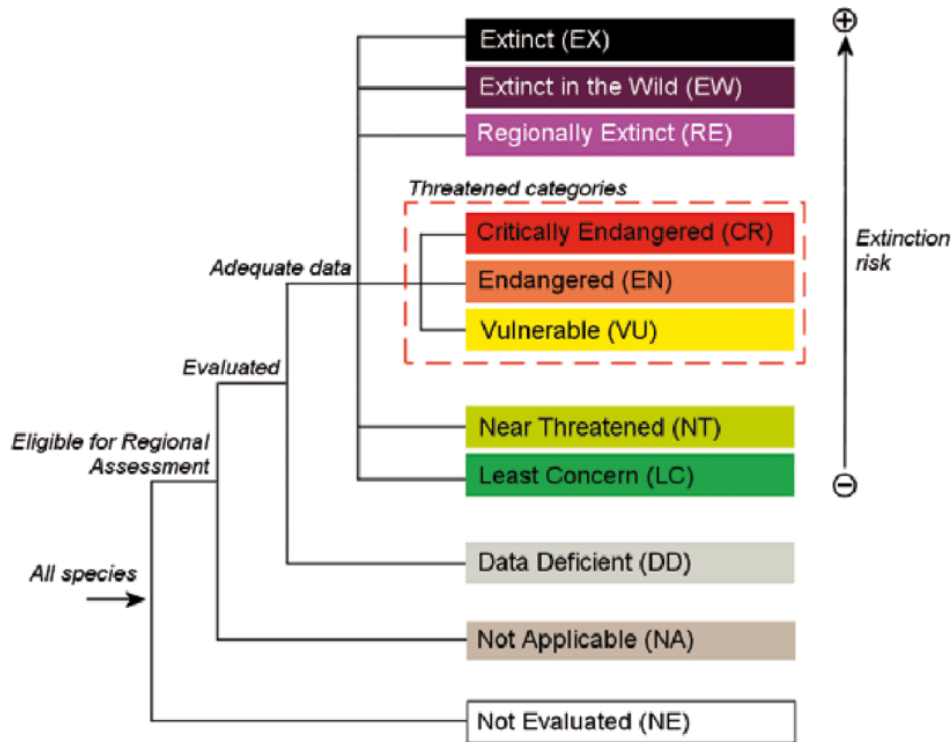 Extinct (EX)
Extinct in the Wild (EW)
Regionally Extinct (RE)
Threatened categories
Critically Endangered (CR)
Extinction
risk
Adequate data
Endangered (EN)
Vulnerable (VU)
Evaluated
Near Threatened (NT)
Eligible for Regional
Assessment
Least Concern (LC)
Data Deficient (DD)
All species
Not Applicable (NA)
Not Evaluated (NE)